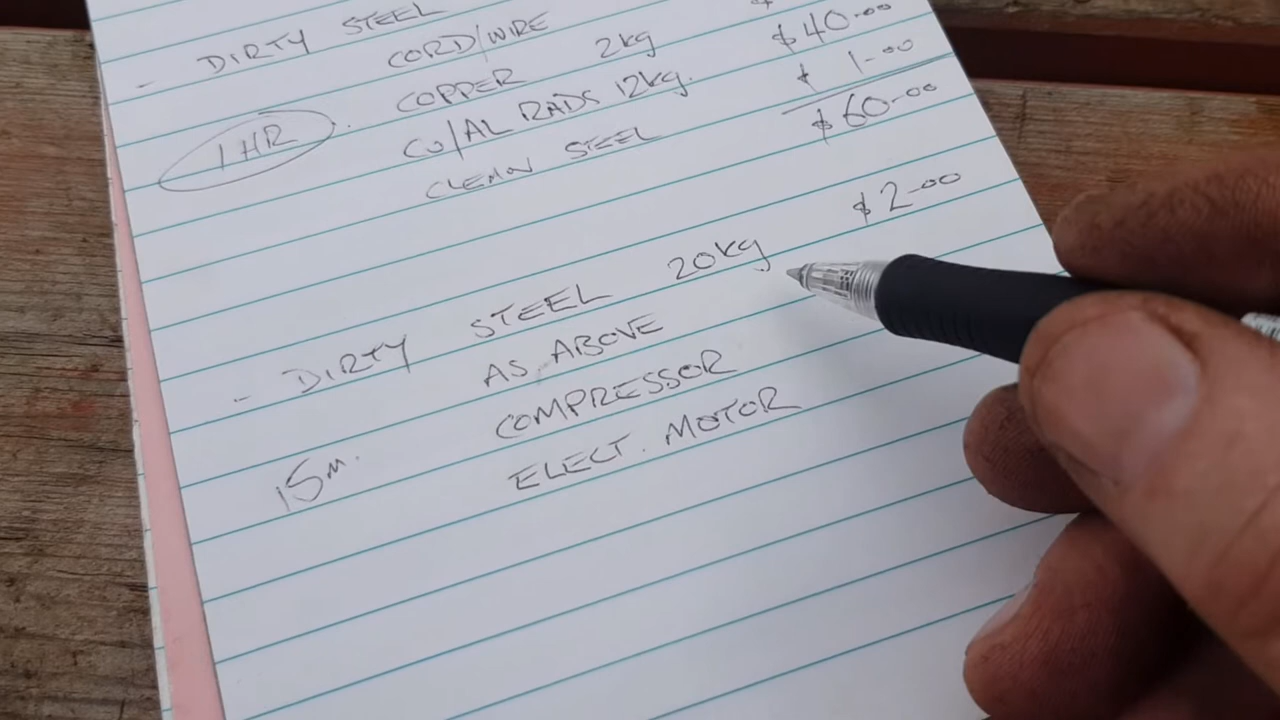 - DIRTY STEEL
CORD/WIRE
COPPER 2kg $40.00
1HR. CU/AL RADS 12kg. $ 1.00
CLEAN STEEL $60.00
- DIRTY STEEL 20kg $2.00
AS ABOVE
15m. COMPRESSOR
ELECT. MOTOR